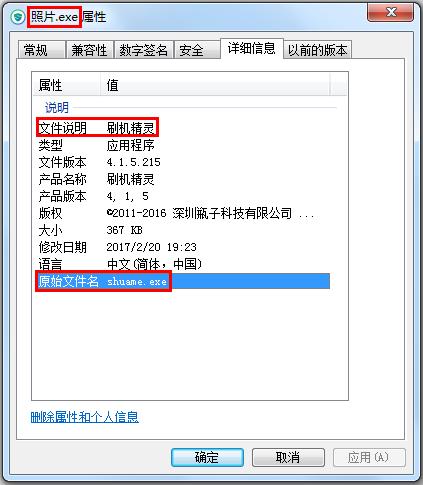 照片.exe 属性
常规 兼容性 数字签名 安全 详细信息 以前的版本
属性 值
说明
文件说明 刷机精灵
类型 应用程序
文件版本 4.1.5.215
产品名称 刷机精灵
产品版本 4, 1, 5
版权 ©2011-2016 深圳瓶子科技有限公司 ...
大小 367 KB
修改日期 2017/2/20 19:23
语言 中文(简体，中国)
原始文件名 shuame.exe
删除属性和个人信息
确定 取消 应用(A)